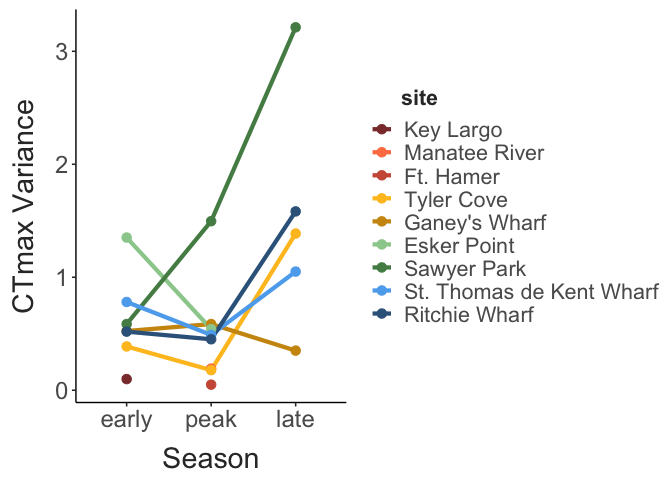 CTmax Variance
3
2
1
0
early peak late
Season
site
Key Largo
Manatee River
Ft. Hamer
Tyler Cove
Ganey's Wharf
Esker Point
Sawyer Park
St. Thomas de Kent Wharf
Ritchie Wharf